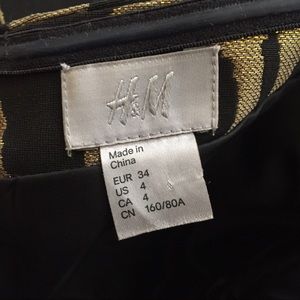 H&M
Made in
China
EUR 34
US 4
CA 4
CN 160/80A